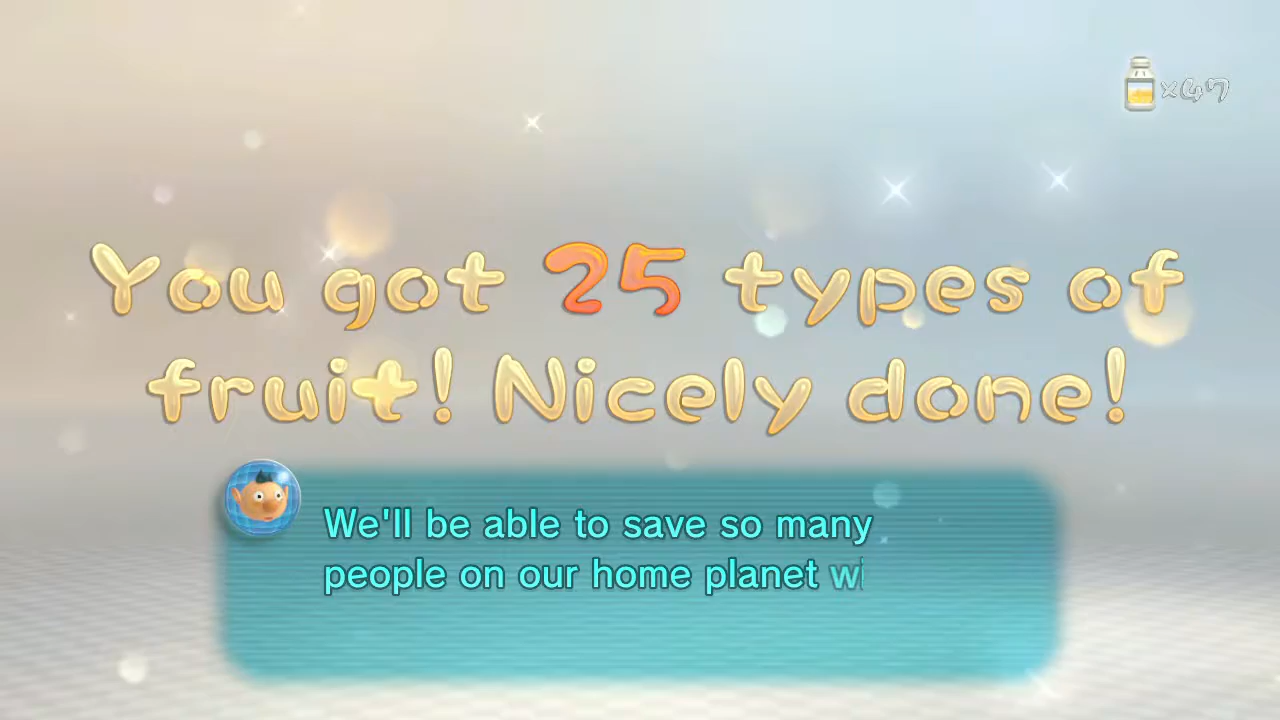 ×47
You got 25 types of
fruit! Nicely done!
We'll be able to save so many
people on our home planet wi